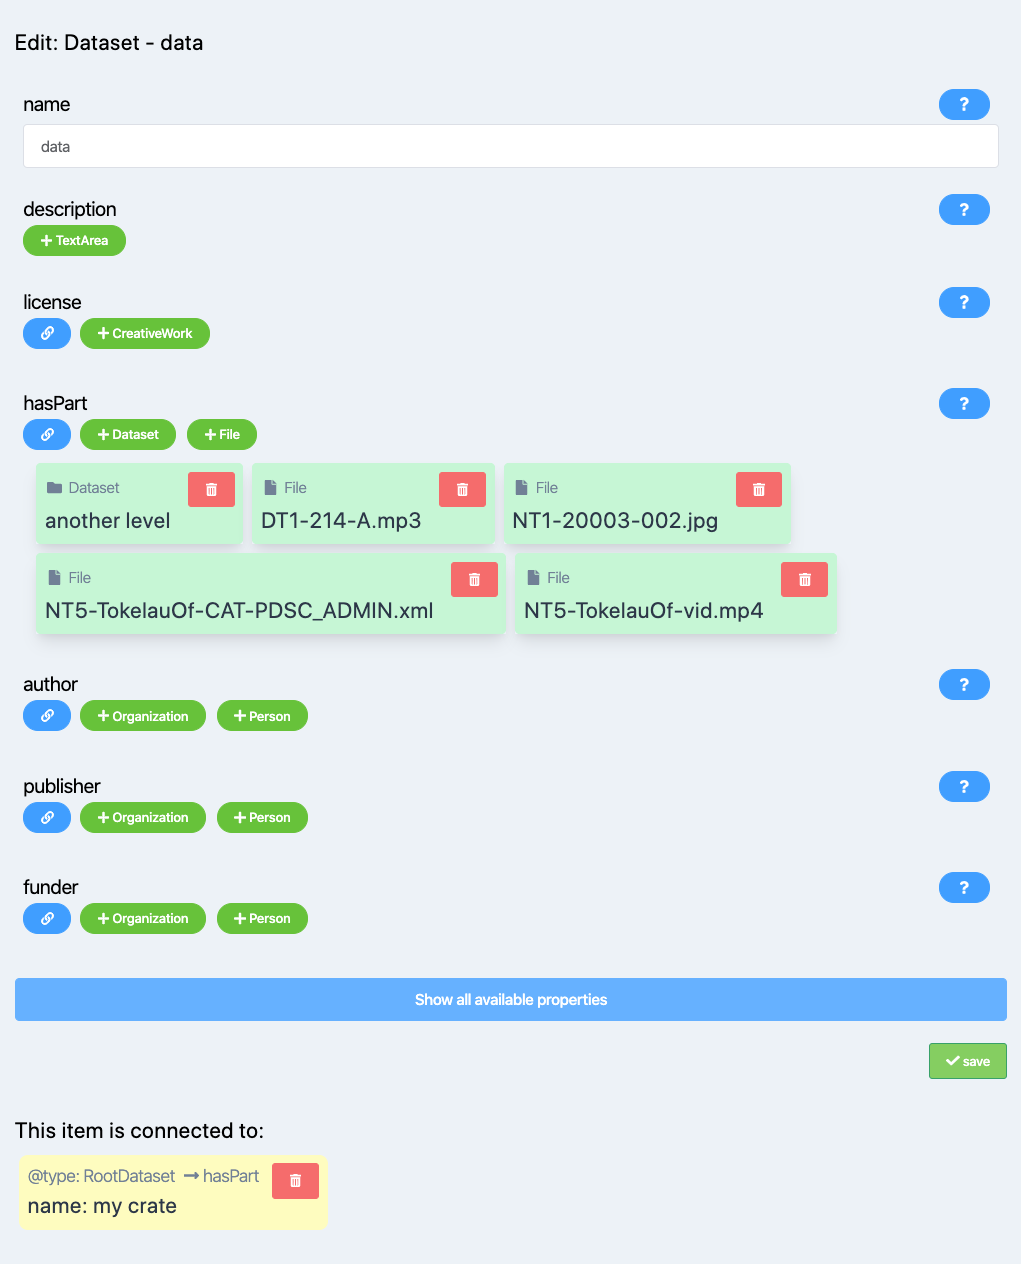 Edit: Dataset - data
name
?
data
description
?
+ TextArea
license
?
+ CreativeWork
hasPart
?
+ Dataset + File
Dataset File File
another level DT1-214-A.mp3 NT1-20003-002.jpg
File File
NT5-TokelauOf-CAT-PDSC_ADMIN.xml NT5-TokelauOf-vid.mp4
author
?
+ Organization + Person
publisher
?
+ Organization + Person
funder
?
+ Organization + Person
Show all available properties
save
This item is connected to:
@type: RootDataset → hasPart
name: my crate